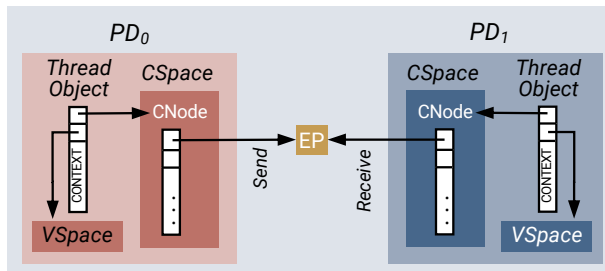 PD₀
PD₁
Thread
Object
CSpace
CNode
CONTEXT
VSpace
Send
EP
Receive
CSpace
CNode
Thread
Object
CONTEXT
VSpace